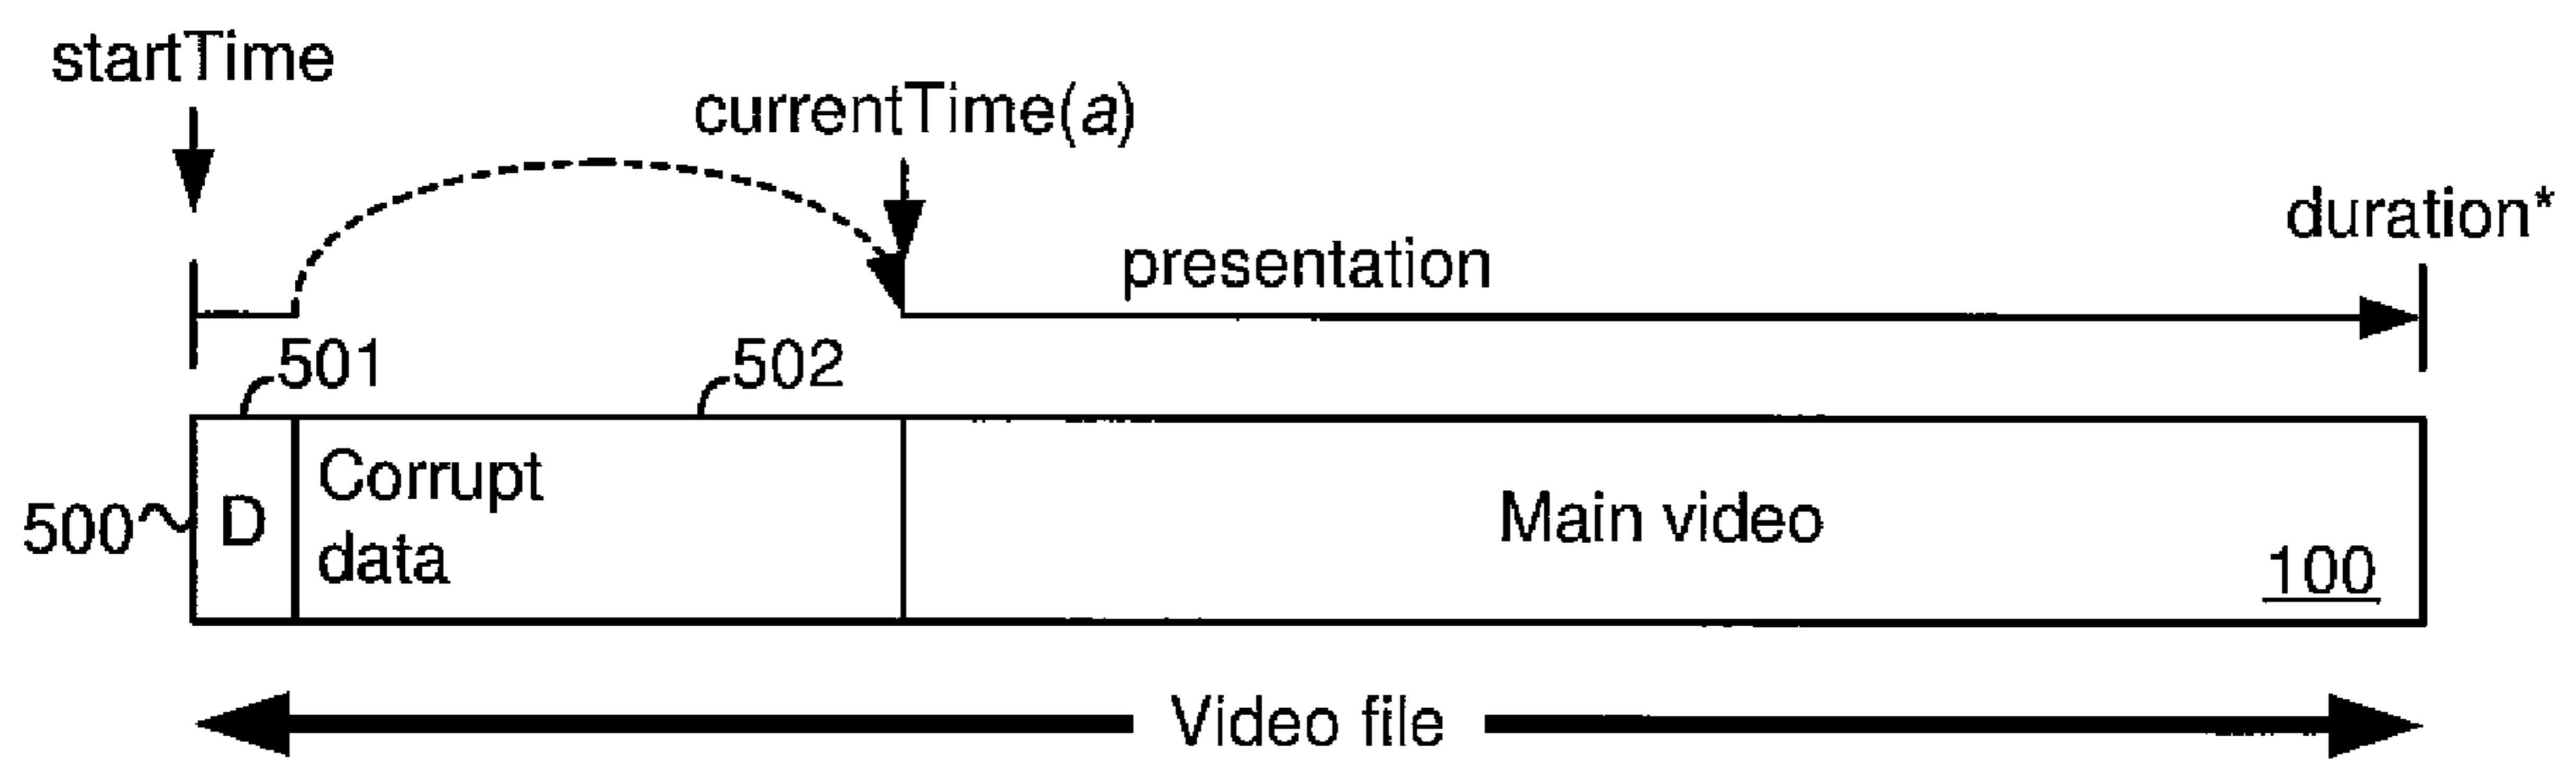 startTime
currentTime(a)
duration*
presentation
501
502
500
D
Corrupt
data
Main video
100
Video file